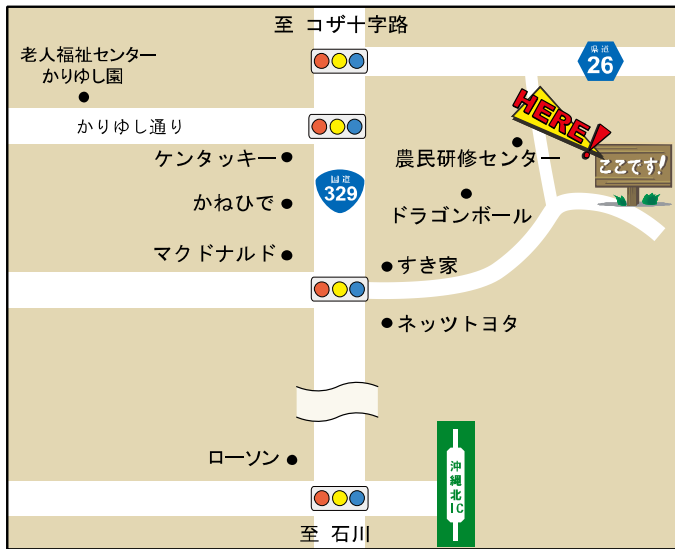 至 コザ十字路
老人福祉センター
かりゆし園
県道
26
HERE!
かりゆし通り
ケンタッキー
農民研修センター
ここです!
国道
329
かねひで
ドラゴンボール
マクドナルド
すき家
ネッツトヨタ
ローソン
沖縄北IC
至 石川